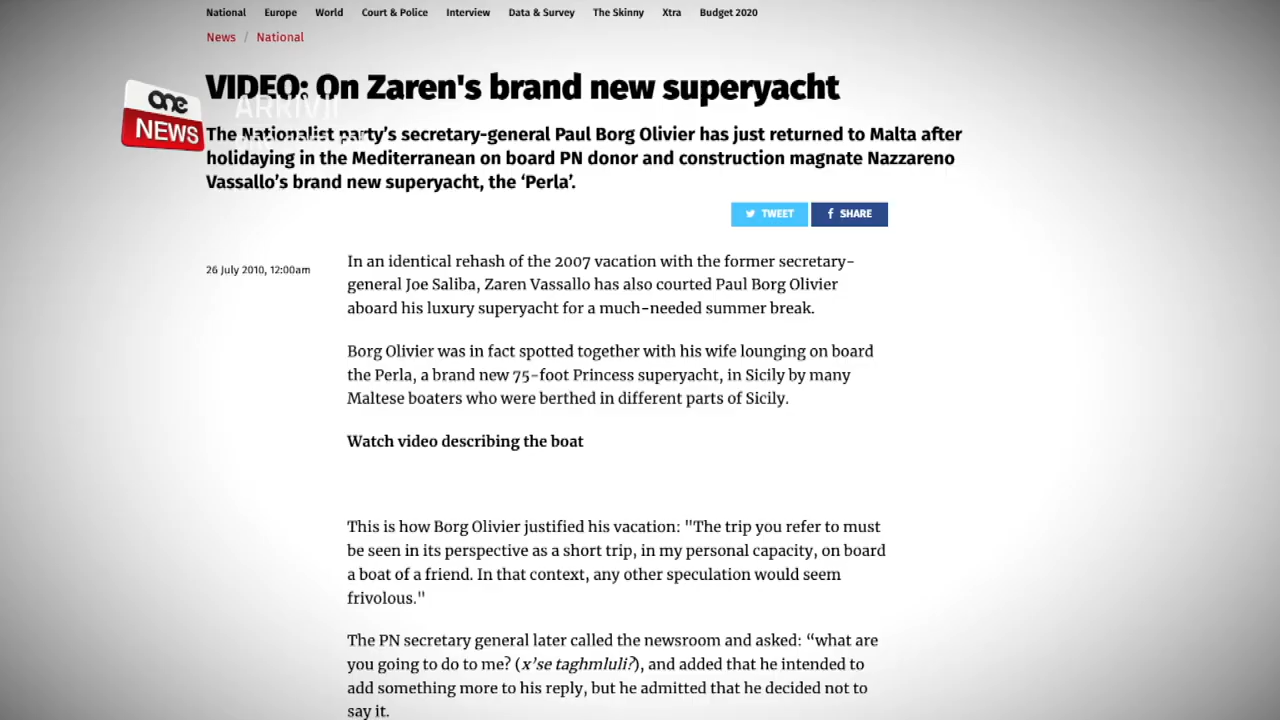 National Europe World Court & Police Interview Data & Survey The Skinny Xtra Budget 2020
News / National
VIDEO: On Zaren's brand new superyacht
one
NEWS
The Nationalist party’s secretary-general Paul Borg Olivier has just returned to Malta after
holidaying in the Mediterranean on board PN donor and construction magnate Nazzareno
Vassallo’s brand new superyacht, the ‘Perla’.
TWEET
SHARE
26 July 2010, 12:00am
In an identical rehash of the 2007 vacation with the former secretary-
general Joe Saliba, Zaren Vassallo has also courted Paul Borg Olivier
aboard his luxury superyacht for a much-needed summer break.
Borg Olivier was in fact spotted together with his wife lounging on board
the Perla, a brand new 75-foot Princess superyacht, in Sicily by many
Maltese boaters who were berthed in different parts of Sicily.
Watch video describing the boat
This is how Borg Olivier justified his vacation: "The trip you refer to must
be seen in its perspective as a short trip, in my personal capacity, on board
a boat of a friend. In that context, any other speculation would seem
frivolous."
The PN secretary general later called the newsroom and asked: “what are
you going to do to me? (x’se taghmluli?), and added that he intended to
add something more to his reply, but he admitted that he decided not to
say it.